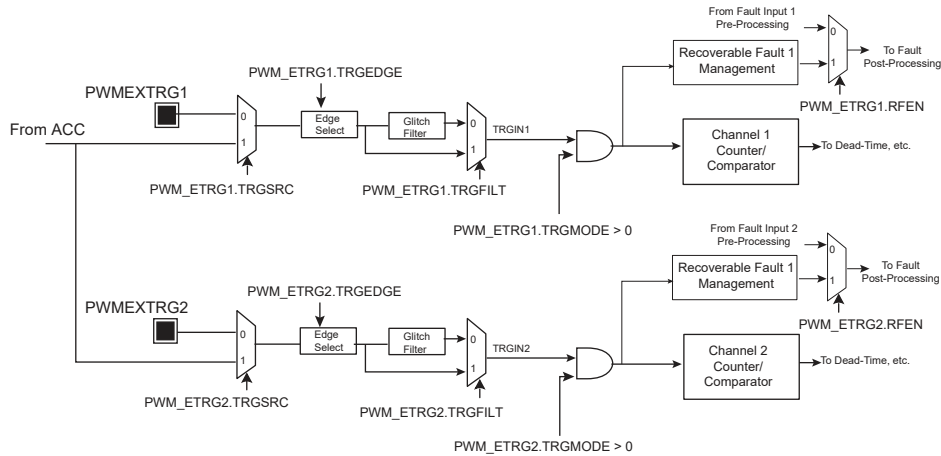 From Fault Input 1
Pre-Processing
0
1
To Fault
Post-Processing
Recoverable Fault 1
Management
PWM_ETRG1.RFEN
PWM_ETRG1.TRGEDGE
PWMEXTRG1
From ACC
0
1
Edge
Select
Glitch
Filter
0
1
TRGIN1
Channel 1
Counter/
Comparator
To Dead-Time, etc.
PWM_ETRG1.TRGSRC
PWM_ETRG1.TRGFILT
PWM_ETRG1.TRGMODE > 0
From Fault Input 2
Pre-Processing
0
1
To Fault
Post-Processing
Recoverable Fault 1
Management
PWM_ETRG2.RFEN
PWM_ETRG2.TRGEDGE
PWMEXTRG2
0
1
Edge
Select
Glitch
Filter
0
1
TRGIN2
Channel 2
Counter/
Comparator
To Dead-Time, etc.
PWM_ETRG2.TRGSRC
PWM_ETRG2.TRGFILT
PWM_ETRG2.TRGMODE > 0